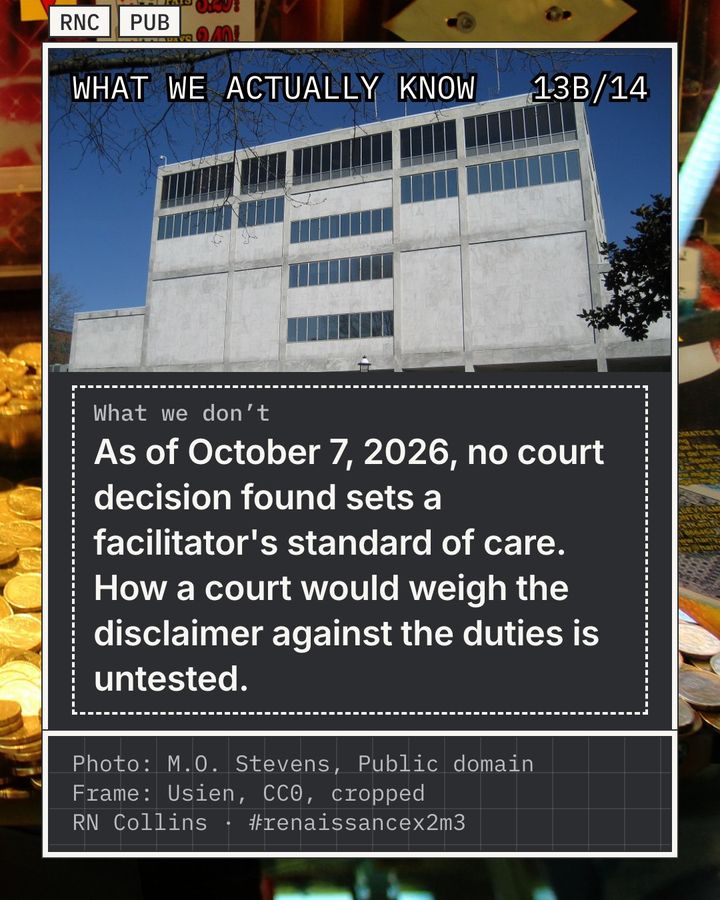 RNC PUB
WHAT WE ACTUALLY KNOW 13B/14
What we don’t
As of October 7, 2026, no court
decision found sets a
facilitator's standard of care.
How a court would weigh the
disclaimer against the duties is
untested.
Photo: M.O. Stevens, Public domain
Frame: Usien, CC0, cropped
RN Collins · #renaissancex2m3